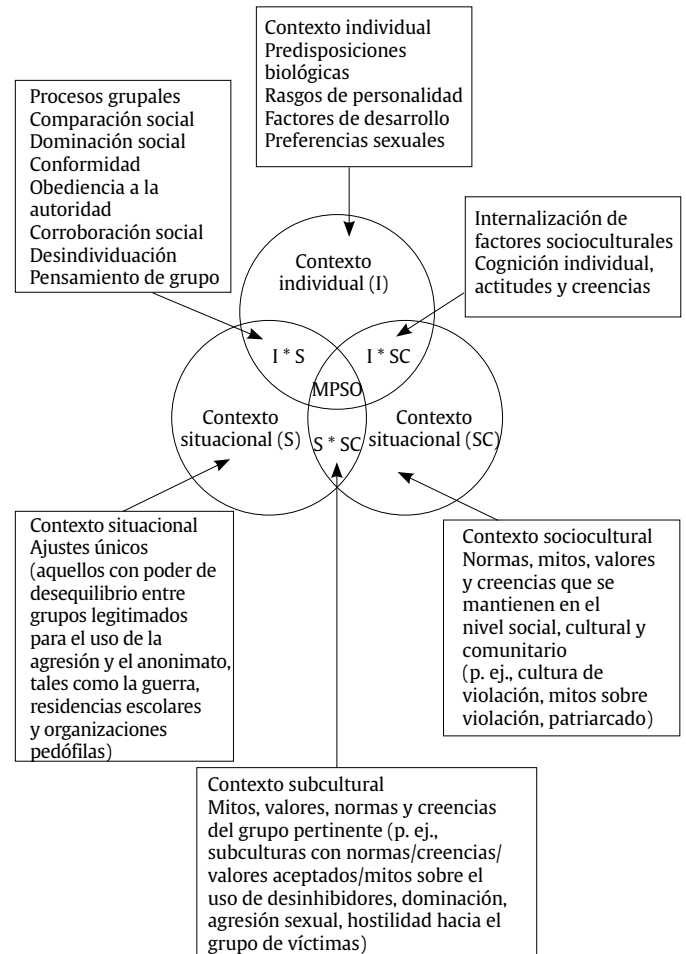 Contexto individual
Predisposiciones
biológicas
Rasgos de personalidad
Factores de desarrollo
Preferencias sexuales
Procesos grupales
Comparación social
Dominación social
Conformidad
Obediencia a la
autoridad
Corroboración social
Desindividuación
Pensamiento de grupo
Internalización de
factores socioculturales
Cognición individual,
actitudes y creencias
Contexto
individual (I)
I * S
I * SC
MPSO
Contexto
situacional (S)
S * SC
Contexto
situacional (SC)
Contexto situacional
Ajustes únicos
(aquellos con poder de
desequilibrio entre
grupos legitimados
para el uso de la
agresión y el anonimato,
tales como la guerra,
residencias escolares
y organizaciones
pedófilas)
Contexto sociocultural
Normas, mitos, valores
y creencias que se
mantienen en el
nivel social, cultural y
comunitario
(p. ej., cultura de
violación, mitos sobre
violación, patriarcado)
Contexto subcultural
Mitos, valores, normas y creencias
del grupo pertinente (p. ej.,
subculturas con normas/creencias/
valores aceptados/mitos sobre el
uso de desinhibidores, dominación,
agresión sexual, hostilidad hacia el
grupo de víctimas)